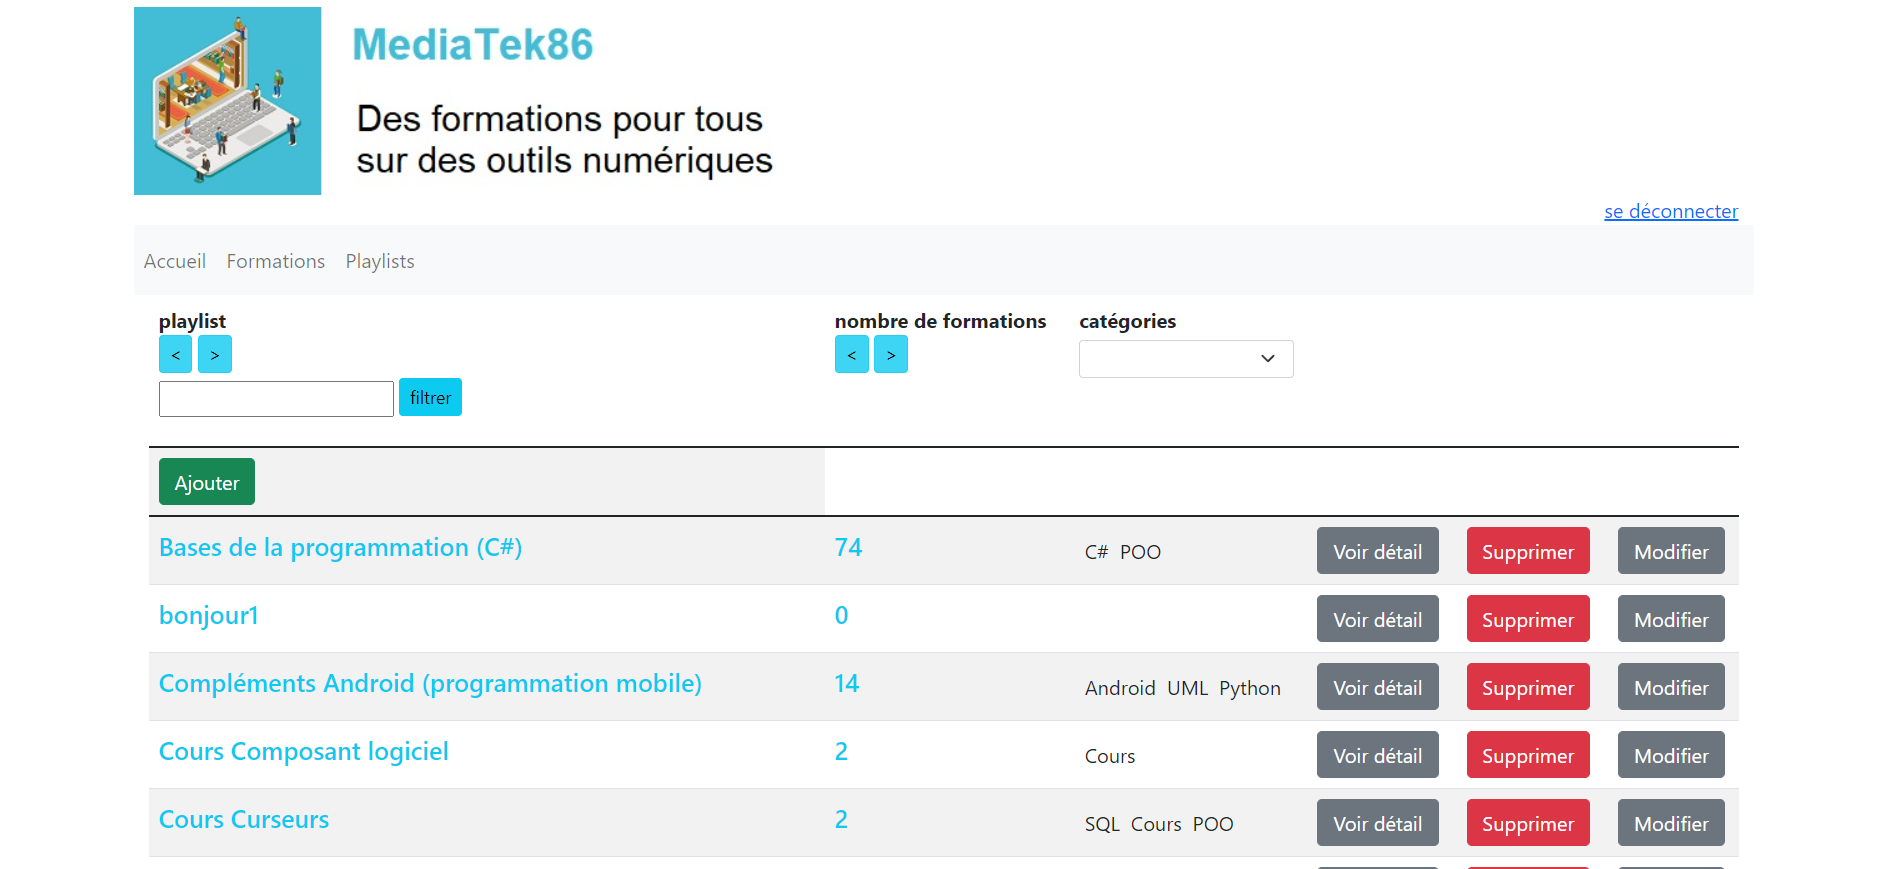 MediaTek86
Des formations pour tous
sur des outils numériques
se déconnecter
Accueil Formations Playlists
playlist nombre de formations catégories
< > < >
filtrer
Ajouter
Bases de la programmation (C#) 74 C# POO Voir détail Supprimer Modifier
bonjour1 0 Voir détail Supprimer Modifier
Compléments Android (programmation mobile) 14 Android UML Python Voir détail Supprimer Modifier
Cours Composant logiciel 2 Cours Voir détail Supprimer Modifier
Cours Curseurs 2 SQL Cours POO Voir détail Supprimer Modifier